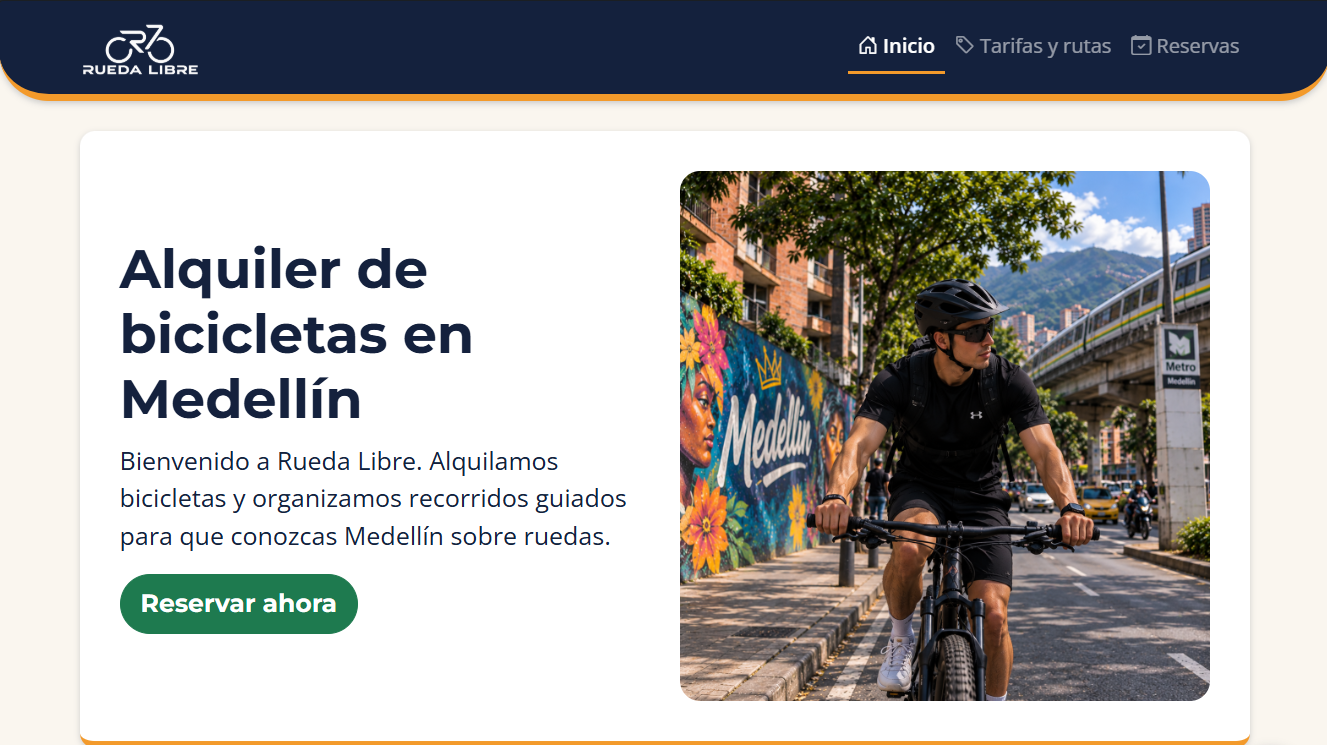 RUEDA LIBRE
Inicio
Tarifas y rutas
Reservas
Alquiler de
bicicletas en
Medellín
Bienvenido a Rueda Libre. Alquilamos
bicicletas y organizamos recorridos guiados
para que conozcas Medellín sobre ruedas.
Reservar ahora
Medellín
Metro
Medellín